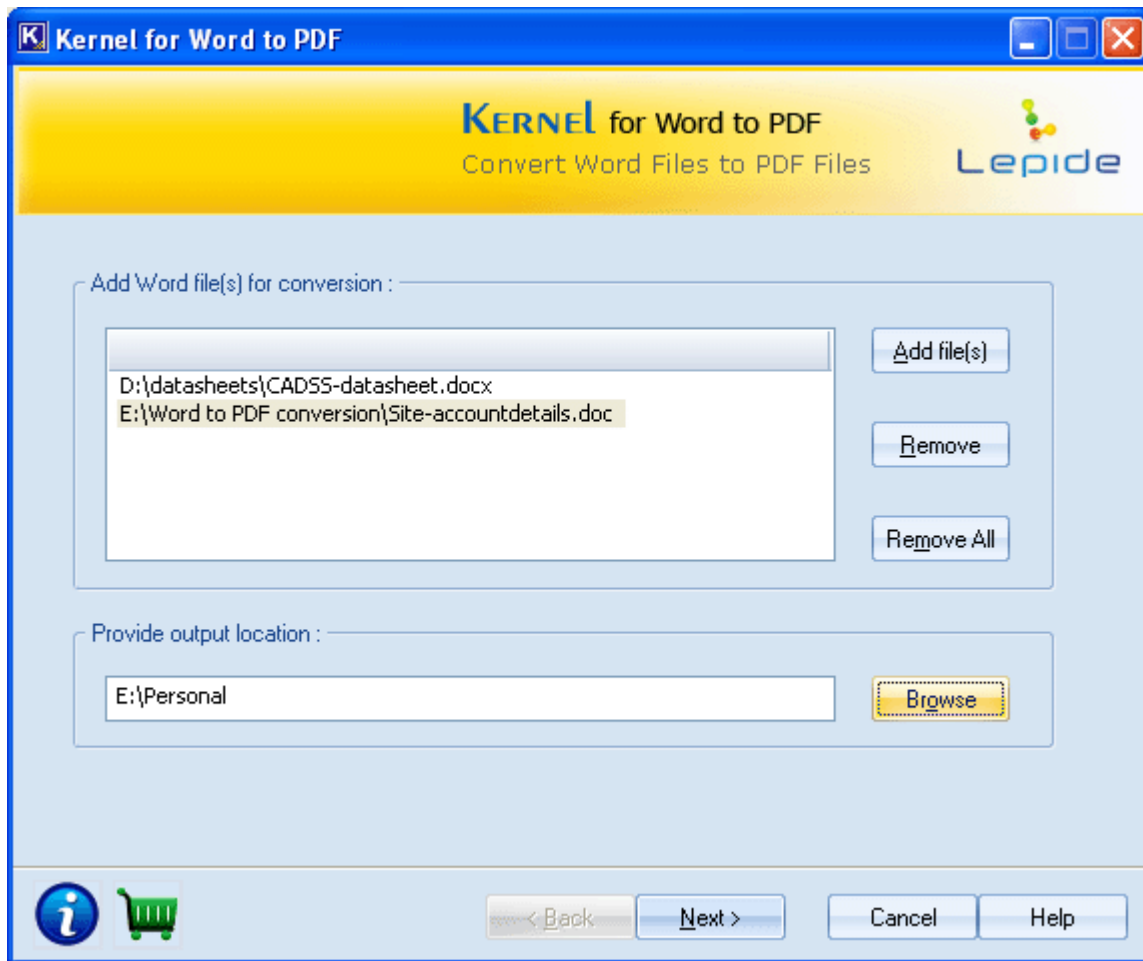 Kernel for Word to PDF
KERNEL for Word to PDF
Convert Word Files to PDF Files
Lepide
Add Word file(s) for conversion :
Add file(s)
D:\datasheets\CADSS-datasheet.docx
E:\Word to PDF conversion\Site-accountdetails.doc
Remove
Remove All
Provide output location :
E:\Personal
Browse
< Back
Next >
Cancel
Help